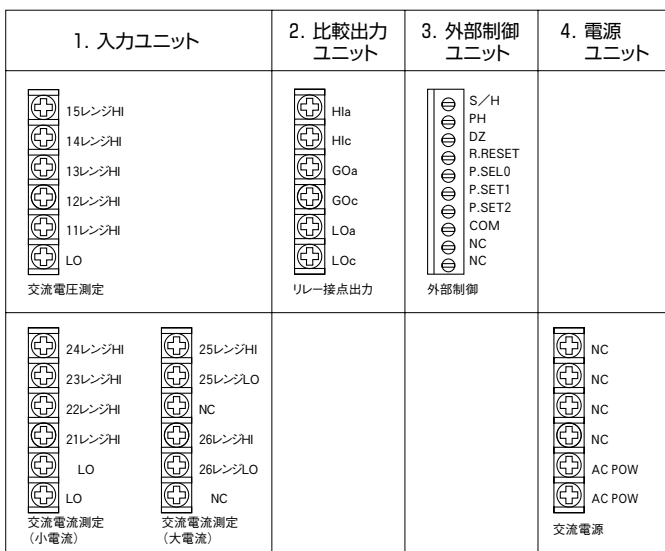 1. 入力ユニット
2. 比較出力
ユニット
3. 外部制御
ユニット
4. 電源
ユニット
15レンジHI
14レンジHI
13レンジHI
12レンジHI
11レンジHI
LO
交流電圧測定
HIa
HIc
GOa
GOc
LOa
LOc
リレー接点出力
S／H
PH
DZ
R.RESET
P.SEL0
P.SET1
P.SET2
COM
NC
NC
外部制御
24レンジHI
23レンジHI
22レンジHI
21レンジHI
LO
LO
交流電流測定
（小電流）
25レンジHI
25レンジLO
NC
26レンジHI
26レンジLO
NC
交流電流測定
（大電流）
NC
NC
NC
NC
AC POW
AC POW
交流電源